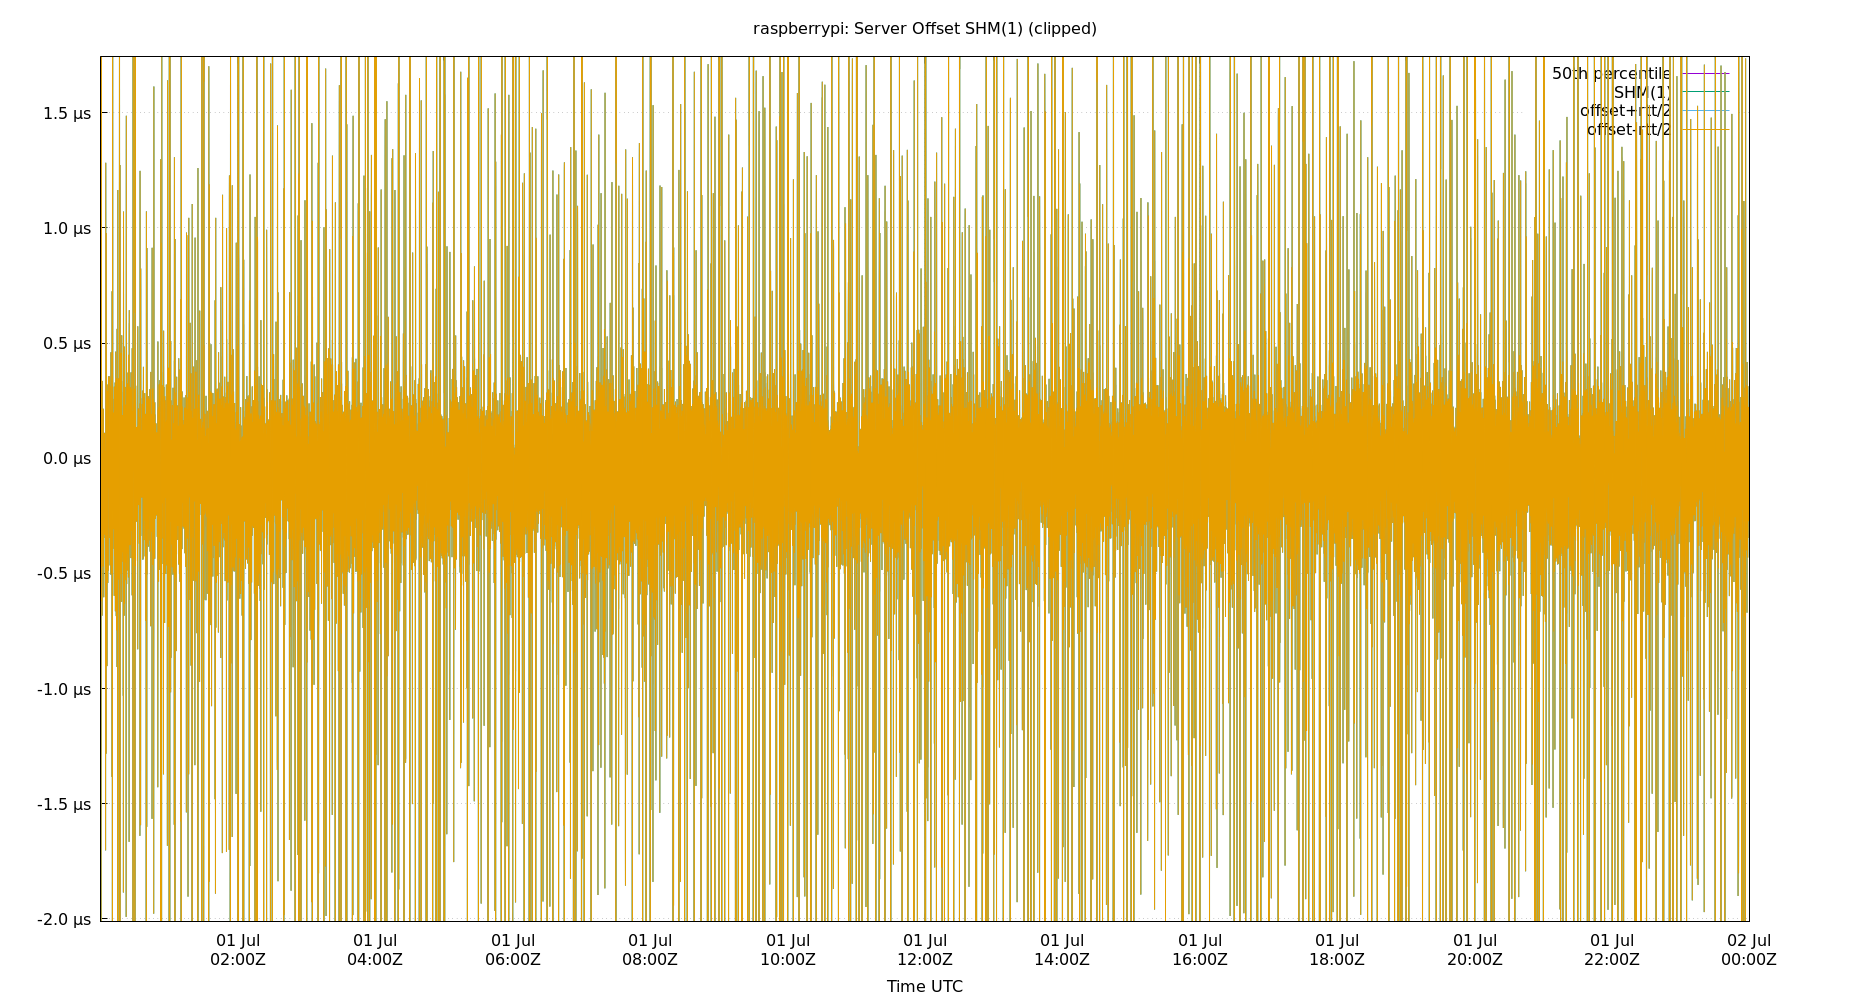 raspberrypi: Server Offset SHM(1) (clipped)
50th percentile
SHM(1)
offset+rtt/2
offset-rtt/2
1.5 µs
1.0 µs
0.5 µs
0.0 µs
-0.5 µs
-1.0 µs
-1.5 µs
-2.0 µs
01 Jul 01 Jul 01 Jul 01 Jul 01 Jul 01 Jul 01 Jul 01 Jul 01 Jul 01 Jul 01 Jul 02 Jul
02:00Z 04:00Z 06:00Z 08:00Z 10:00Z 12:00Z 14:00Z 16:00Z 18:00Z 20:00Z 22:00Z 00:00Z
Time UTC